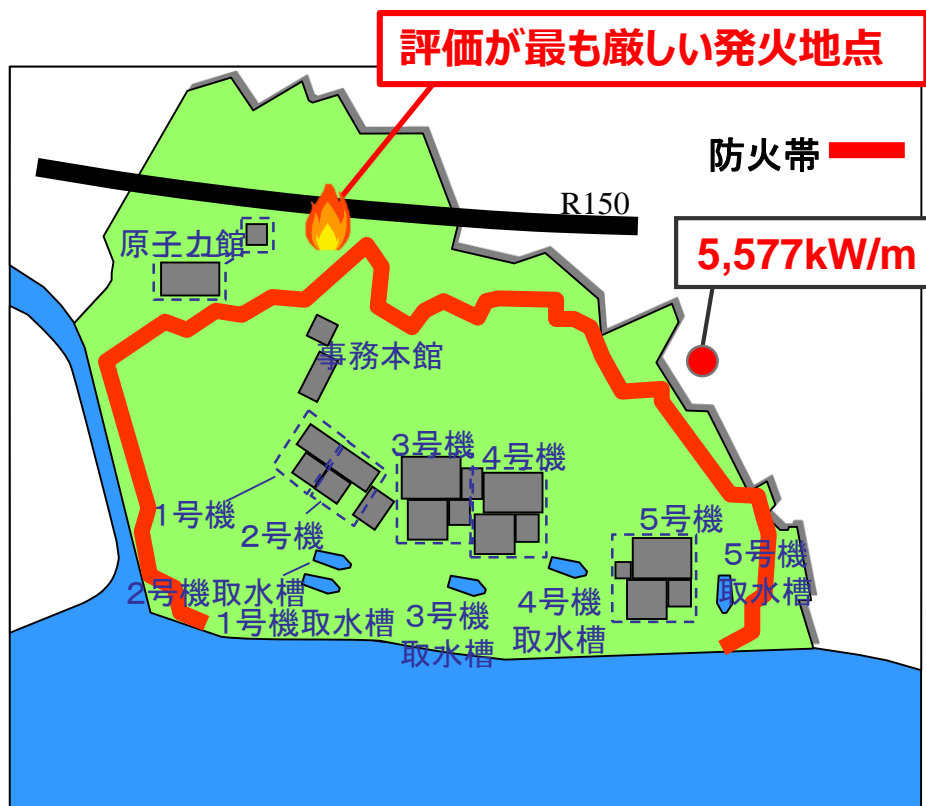 評価が最も厳しい発火地点
防火帯
R150
5,577kW/m
原子力館
事務本館
3号機
4号機
1号機
2号機
5号機
5号機
取水槽
2号機取水槽
1号機取水槽
3号機
取水槽
4号機
取水槽